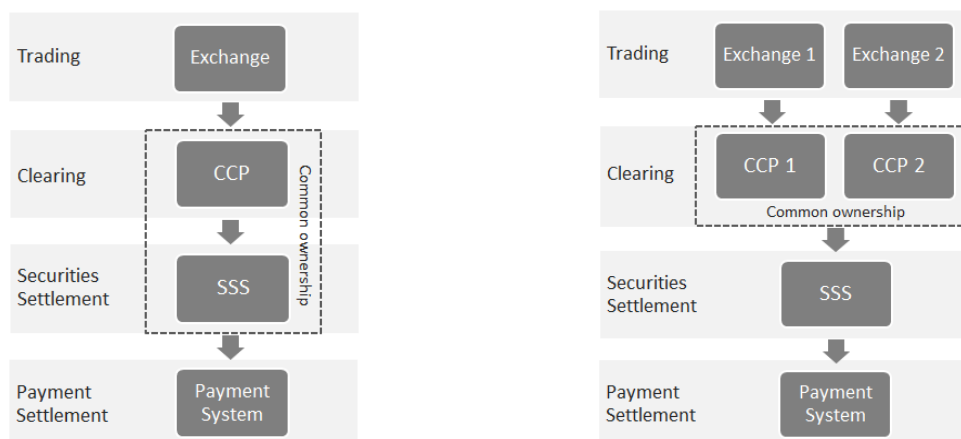 Trading
Exchange
Clearing
CCP
Common ownership
Securities
Settlement
SSS
Payment
Settlement
Payment
System
Trading
Exchange 1
Exchange 2
Clearing
CCP 1
CCP 2
Common ownership
Securities
Settlement
SSS
Payment
Settlement
Payment
System